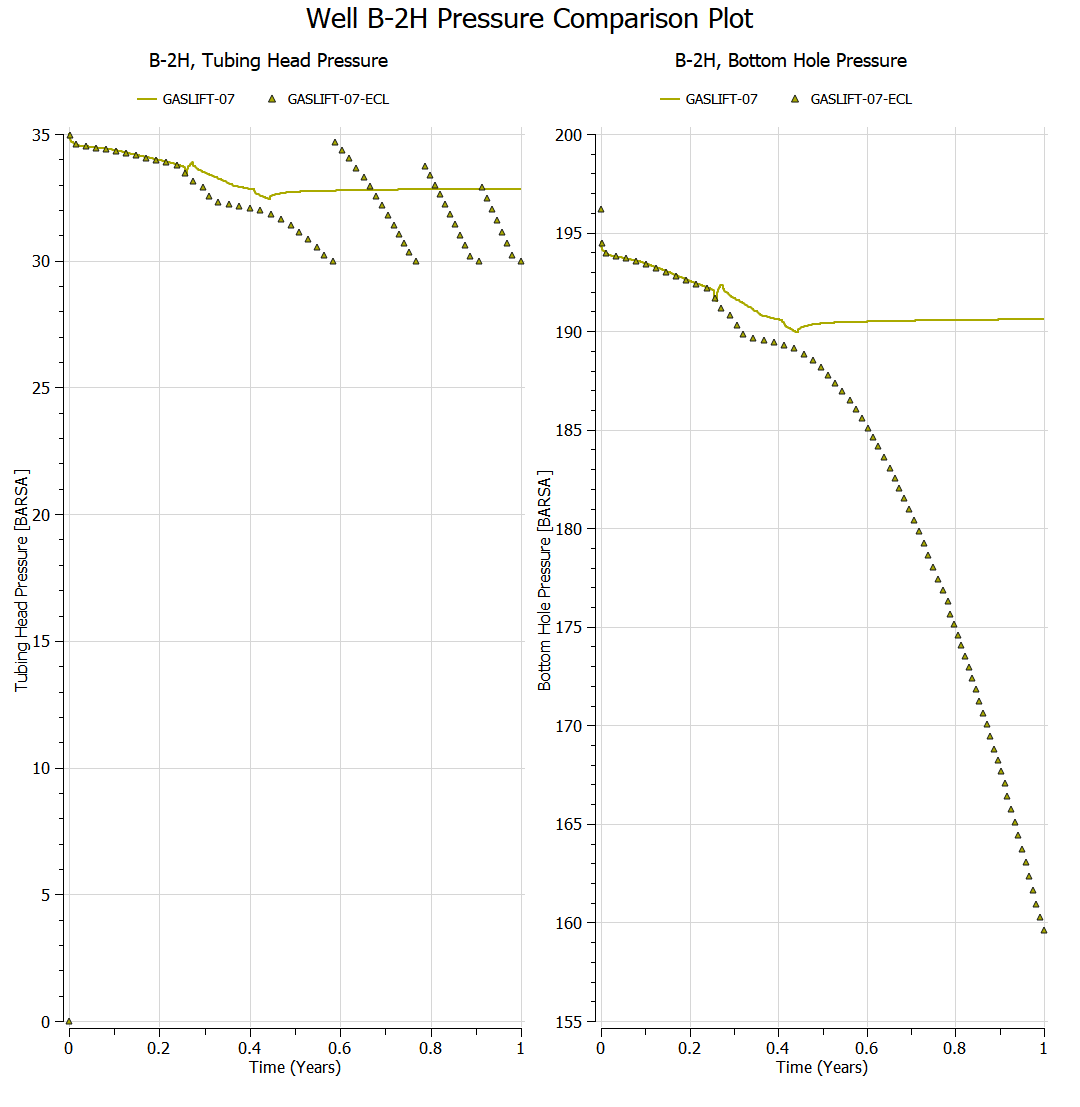 Well B-2H Pressure Comparison Plot
B-2H, Tubing Head Pressure
GASLIFT-07
GASLIFT-07-ECL
Tubing Head Pressure [BARSA]
35
30
25
20
15
10
5
0
0
0.2
0.4
0.6
0.8
1
Time (Years)
B-2H, Bottom Hole Pressure
GASLIFT-07
GASLIFT-07-ECL
Bottom Hole Pressure [BARSA]
200
195
190
185
180
175
170
165
160
155
0
0.2
0.4
0.6
0.8
1
Time (Years)